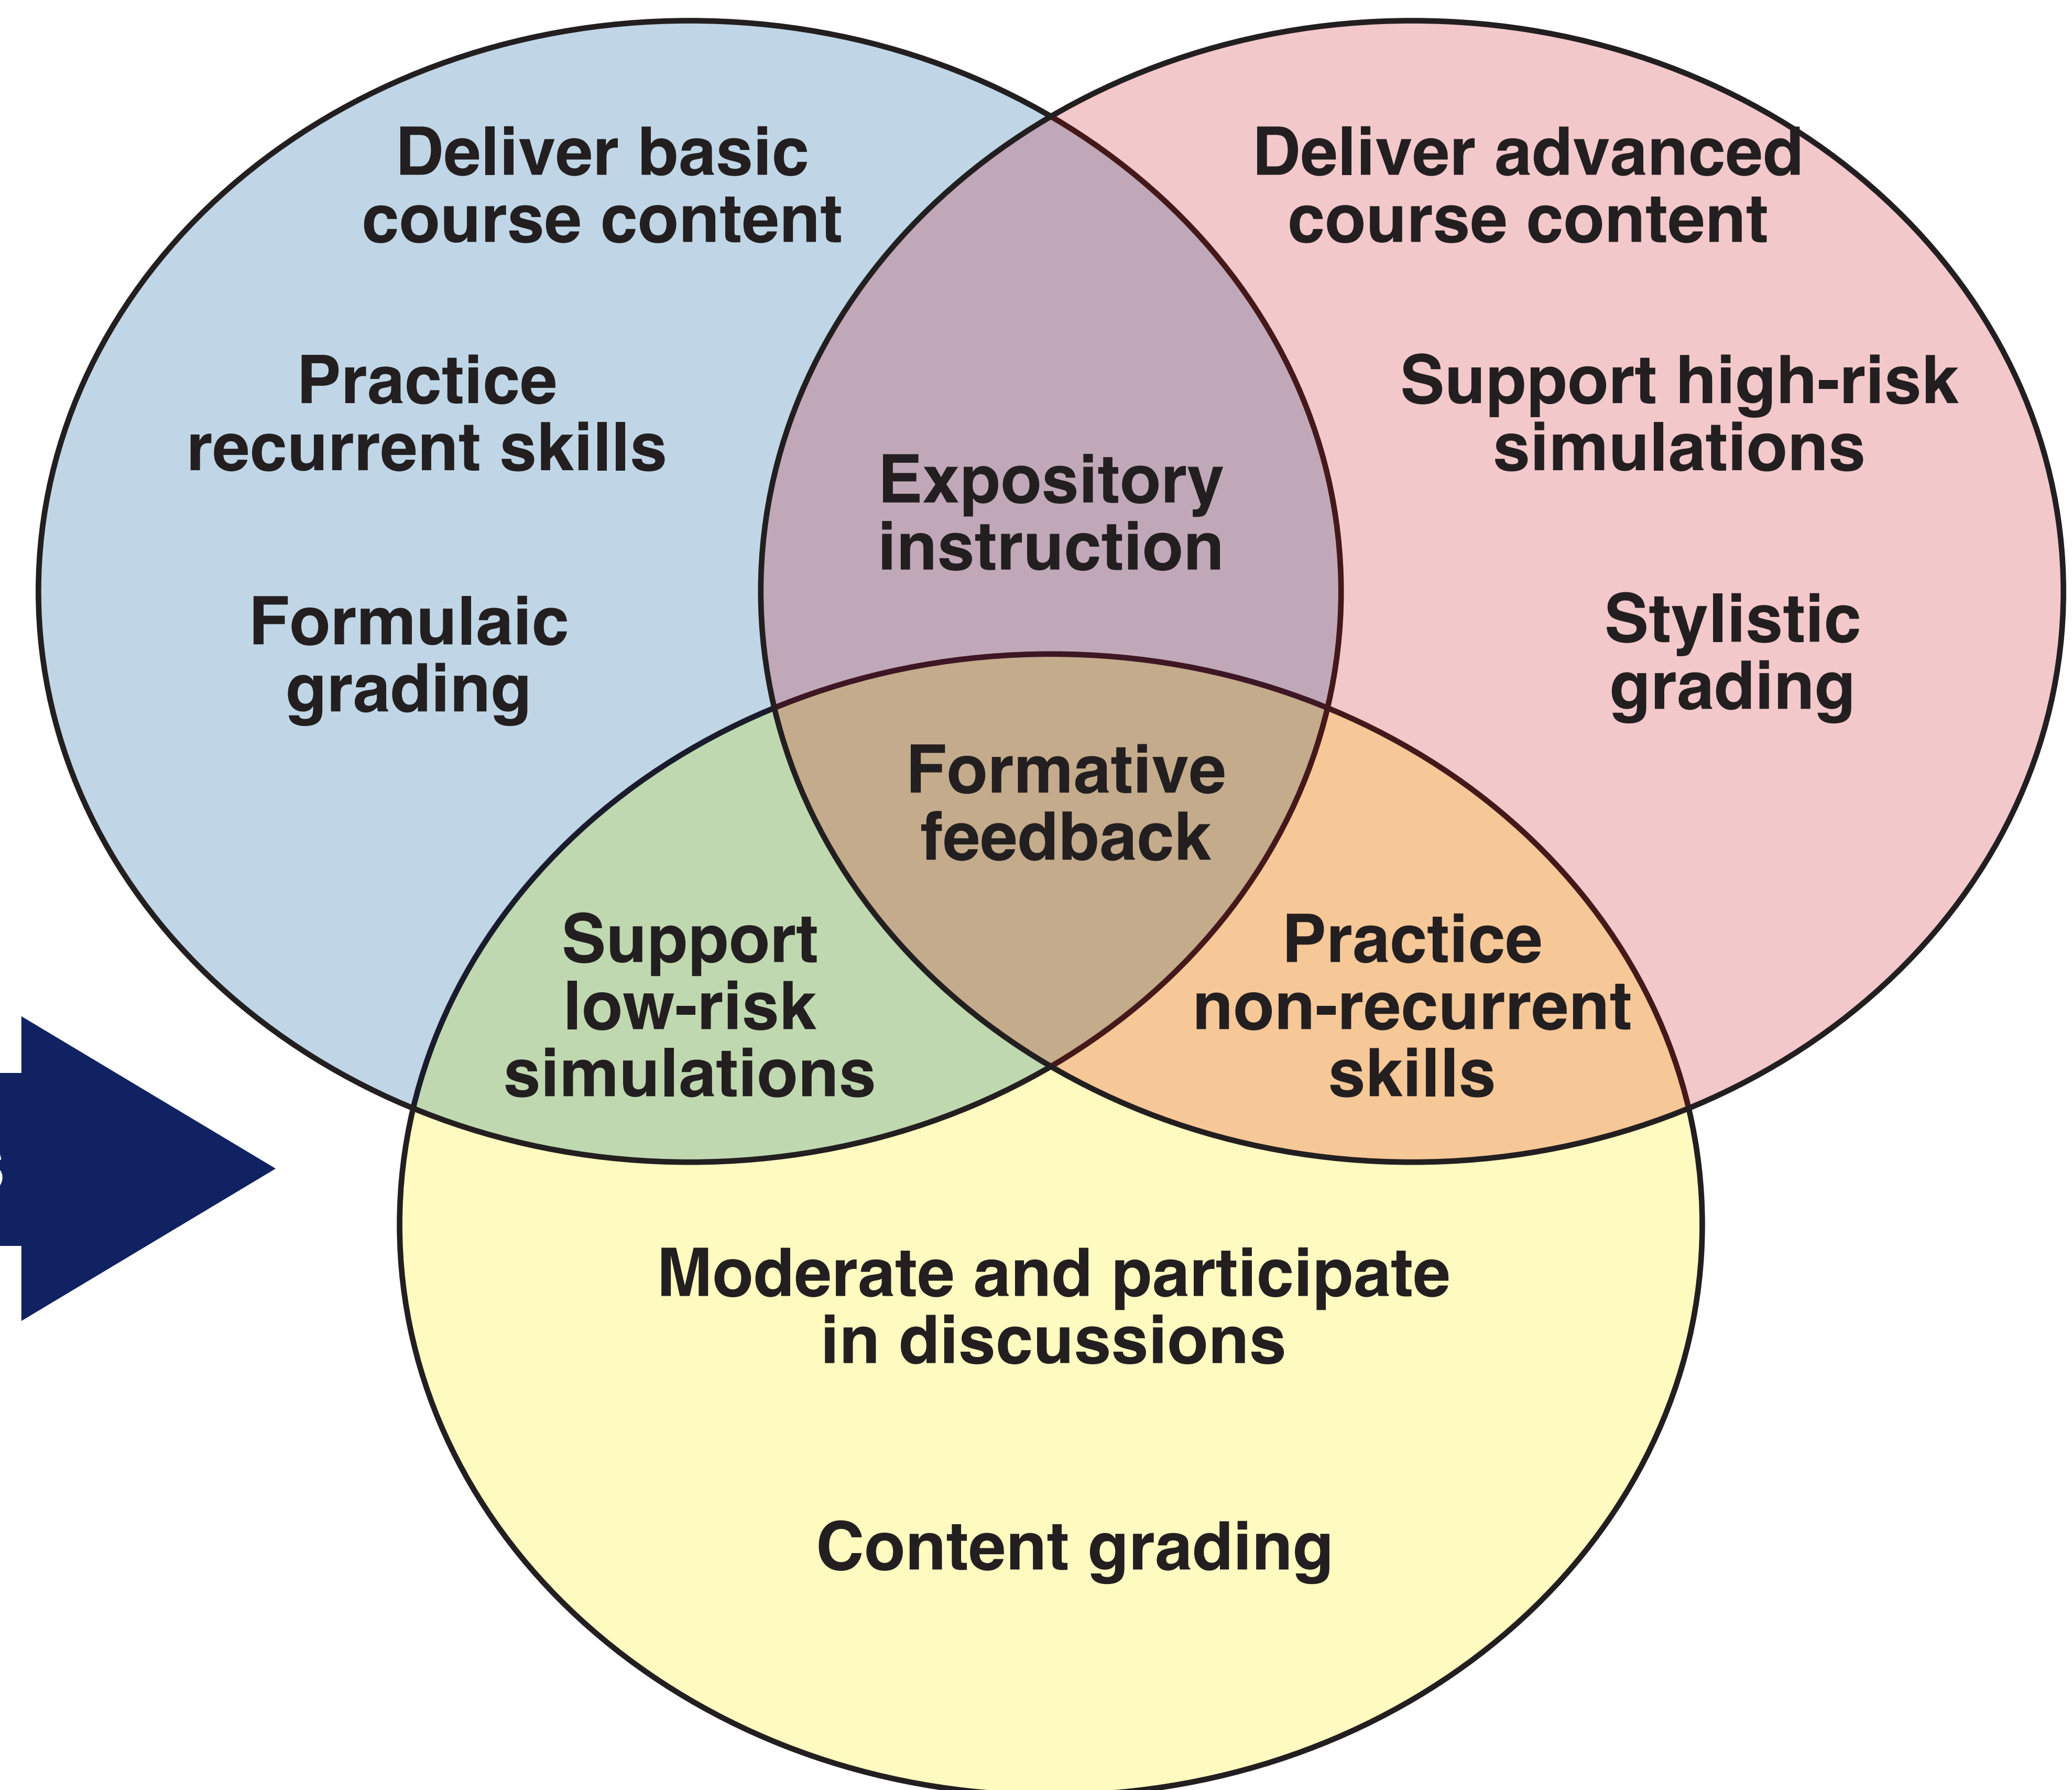 Deliver basic
course content
Deliver advanced
course content
Practice
recurrent skills
Support high-risk
simulations
Expository
instruction
Formulaic
grading
Stylistic
grading
Formative
feedback
Support
low-risk
simulations
Practice
non-recurrent
skills
Moderate and participate
in discussions
Content grading